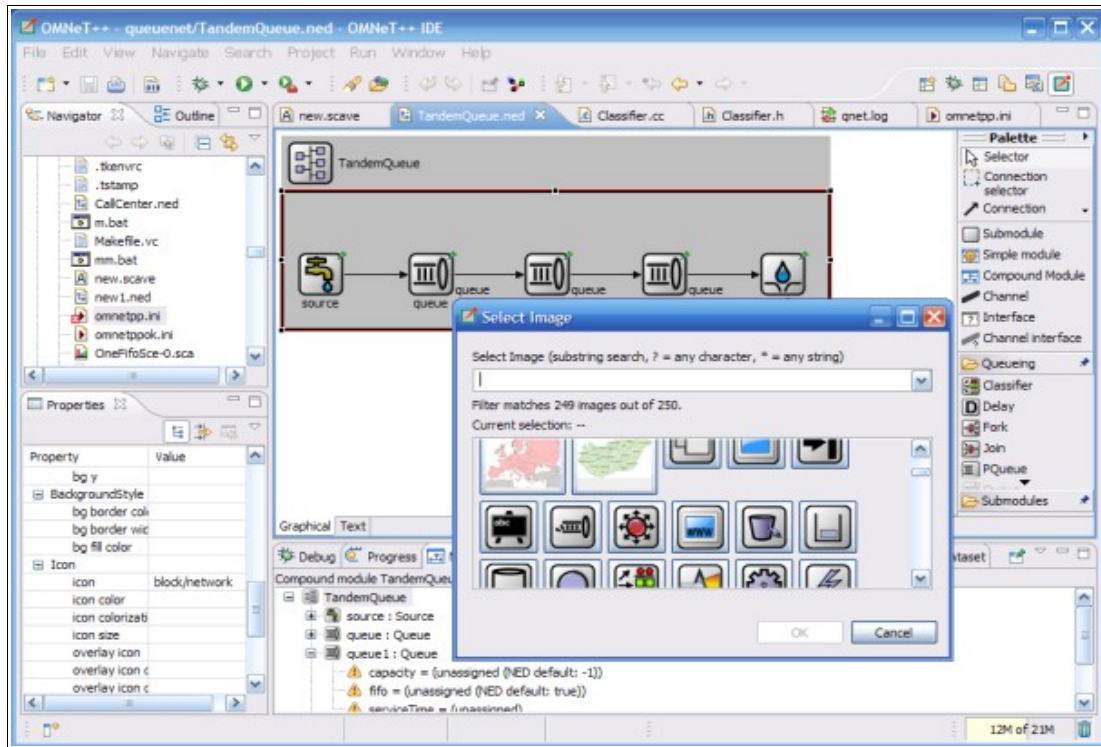 OMNeT++ - queuenet/TandemQueue.ned - OMNeT++ IDE
File Edit View Navigate Search Project Run Window Help
Navigator Outline
.tkenvrc
.tstamp
CallCenter.ned
m.bat
Makefile.vc
mm.bat
new.scave
new1.ned
omnetpp.ini
omnetppok.ini
OneFifoSce-0.sca
Properties
Property Value
bg y
BackgroundStyle
bg border col
bg border wid
bg fill color
Icon
icon block/network
icon color
icon colorizati
icon size
overlay icon
overlay icon c
overlay icon c
new.scave TandemQueue.ned Classifier.cc Classifier.h qnet.log omnetpp.ini
TandemQueue
source queue queue queue queue
Graphical Text
Palette
Selector
Connection
selector
Connection
Submodule
Simple module
Compound Module
Channel
Interface
Channel interface
Queueing
Classifier
Delay
Fork
Join
PQueue
Submodules
Select Image
Select Image (substring search, ? = any character, * = any string)
Filter matches 249 images out of 250.
Current selection: --
abc
www
OK Cancel
Debug Progress ataset
Compound module TandemQueu
TandemQueue
source : Source
queue : Queue
queue1 : Queue
capacity = (unassigned (NED default: -1))
fifo = (unassigned (NED default: true))
serviceTime = (unassigned)
12M of 21M